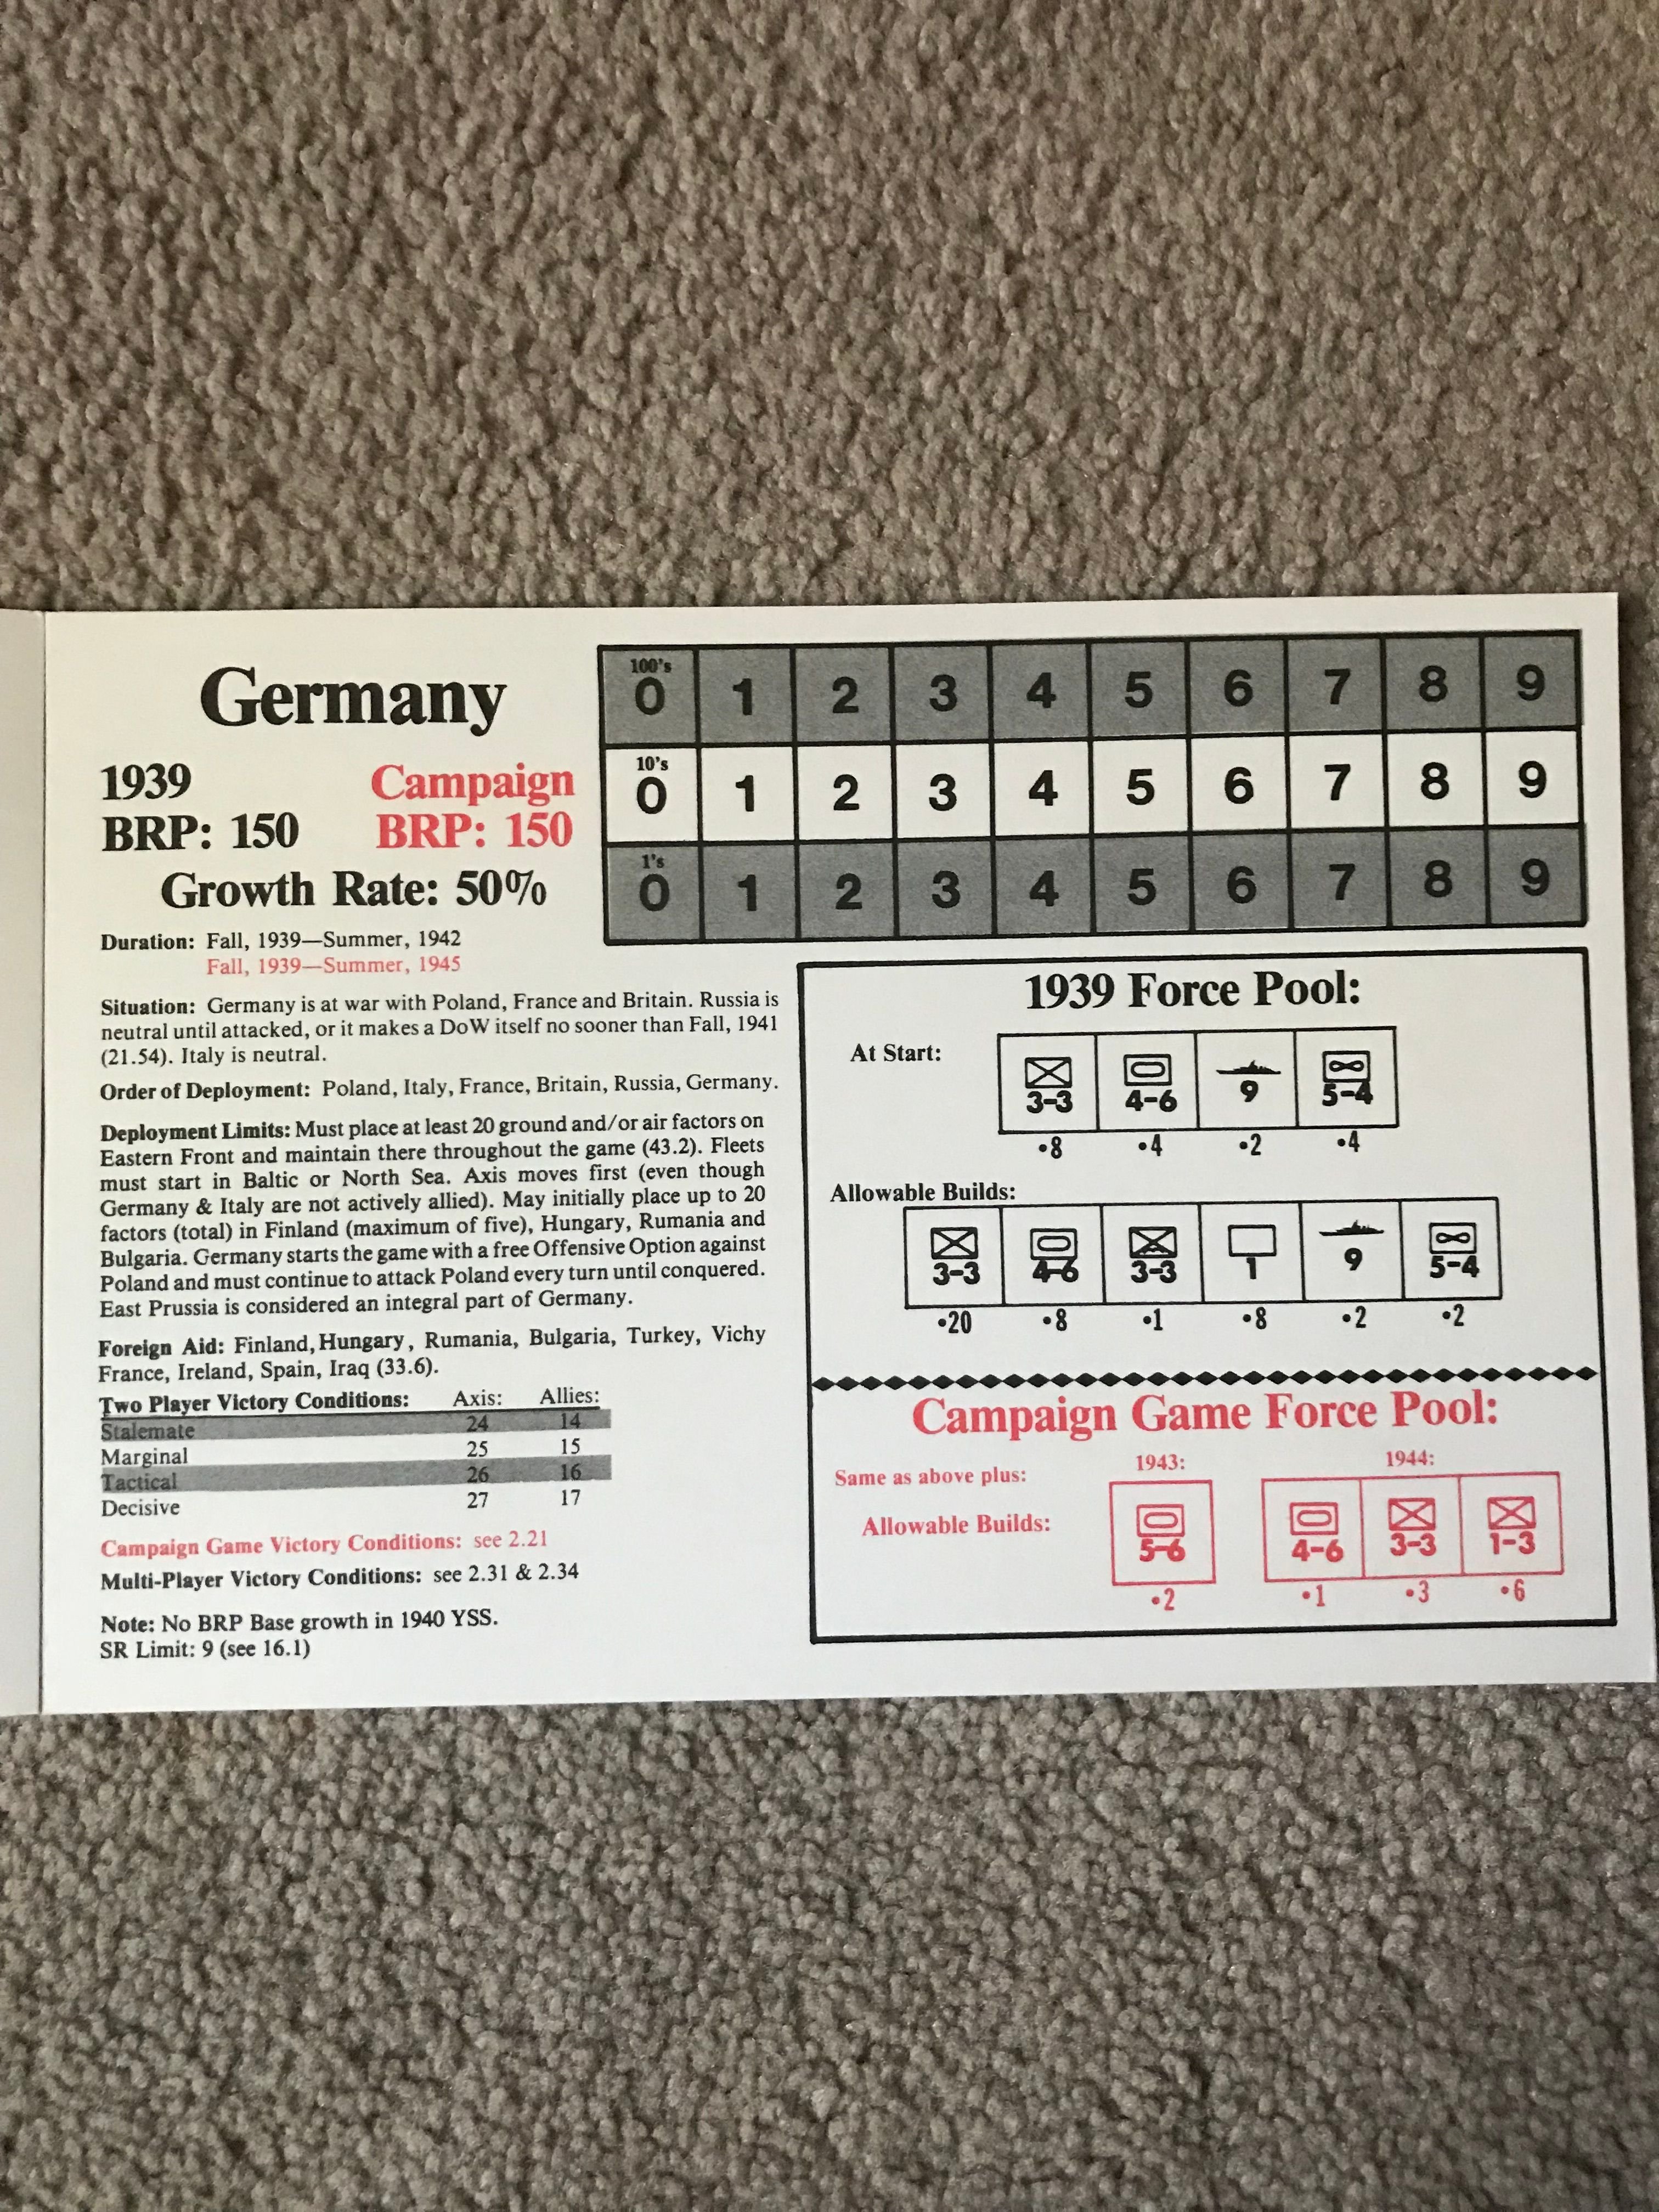 Germany
1939
BRP: 150
Campaign
BRP: 150
Growth Rate: 50%
100's
0 1 2 3 4 5 6 7 8 9
10's
0 1 2 3 4 5 6 7 8 9
1's
0 1 2 3 4 5 6 7 8 9
Duration: Fall, 1939—Summer, 1942
Fall, 1939—Summer, 1945
Situation: Germany is at war with Poland, France and Britain. Russia is
neutral until attacked, or it makes a DoW itself no sooner than Fall, 1941
(21.54). Italy is neutral.
Order of Deployment: Poland, Italy, France, Britain, Russia, Germany.
Deployment Limits: Must place at least 20 ground and/or air factors on
Eastern Front and maintain there throughout the game (43.2). Fleets
must start in Baltic or North Sea. Axis moves first (even though
Germany & Italy are not actively allied). May initially place up to 20
factors (total) in Finland (maximum of five), Hungary, Rumania and
Bulgaria. Germany starts the game with a free Offensive Option against
Poland and must continue to attack Poland every turn until conquered.
East Prussia is considered an integral part of Germany.
Foreign Aid: Finland, Hungary, Rumania, Bulgaria, Turkey, Vichy
France, Ireland, Spain, Iraq (33.6).
Two Player Victory Conditions: Axis: Allies:
Stalemate 24 14
Marginal 25 15
Tactical 26 16
Decisive 27 17
Campaign Game Victory Conditions: see 2.21
Multi-Player Victory Conditions: see 2.31 & 2.34
Note: No BRP Base growth in 1940 YSS.
SR Limit: 9 (see 16.1)
1939 Force Pool:
At Start:
3-3 4-6 9 5-4
•8 •4 •2 •4
Allowable Builds:
3-3 4-6 3-3 1 9 5-4
•20 •8 •1 •8 •2 •2
Campaign Game Force Pool:
Same as above plus:
1943: 1944:
Allowable Builds:
5-6 4-6 3-3 1-3
•2 •1 •3 •6